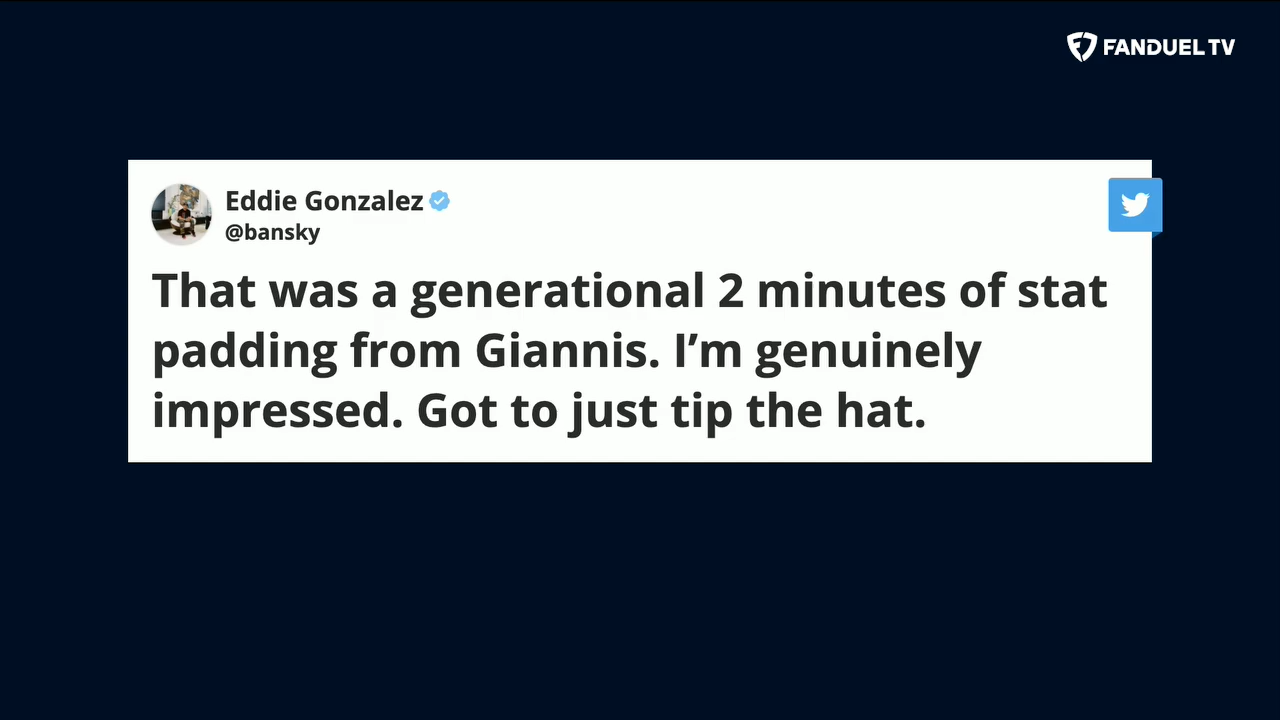 FANDUEL TV
Eddie Gonzalez
@bansky
That was a generational 2 minutes of stat
padding from Giannis. I’m genuinely
impressed. Got to just tip the hat.